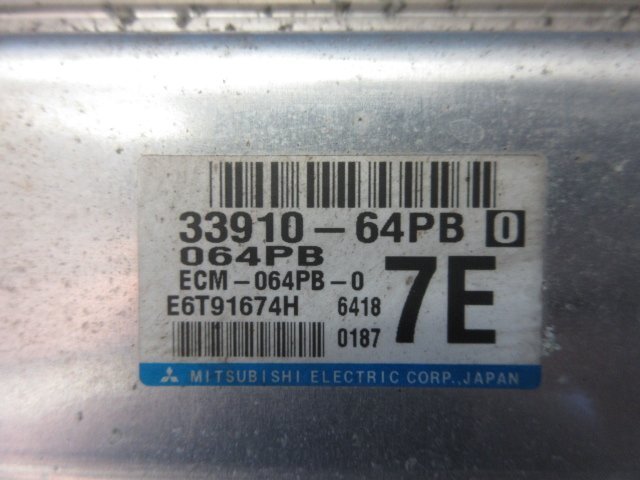 33910-64PB 0
064PB
ECM-064PB-0
7E
E6T91674H 6418
0187
MITSUBISHI ELECTRIC CORP., JAPAN